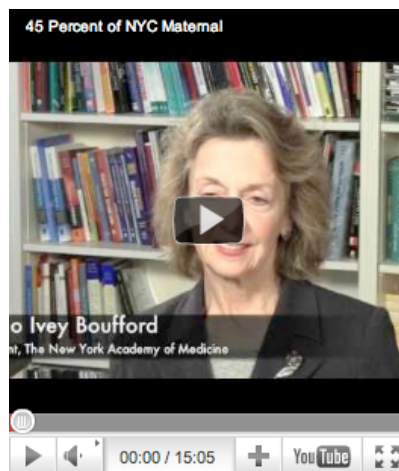 45 Percent of NYC Maternal
o Ivey Boufford
nt, The New York Academy of Medicine
00:00 / 15:05
YouTube